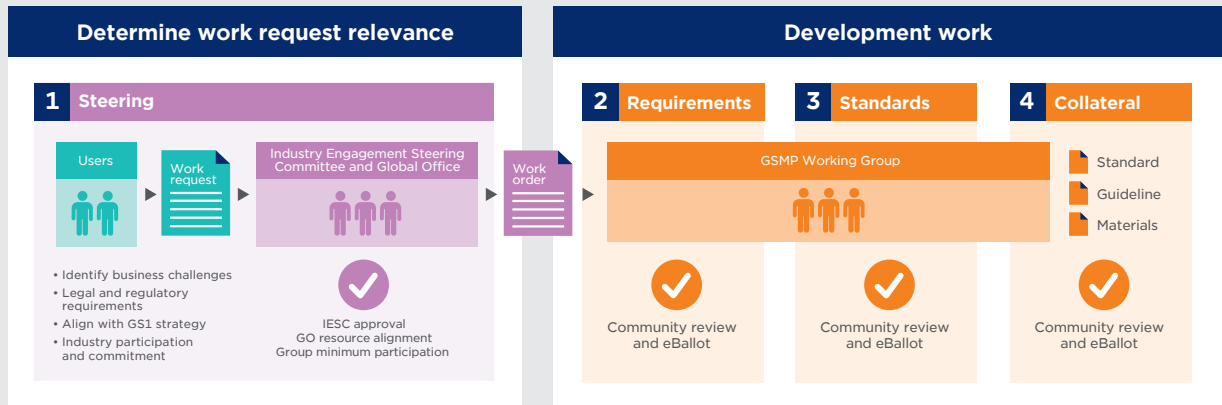 Determine work request relevance
Development work
1 Steering
Users
Work
request
Industry Engagement Steering
Committee and Global Office
Work
order
• Identify business challenges
• Legal and regulatory
requirements
• Align with GS1 strategy
• Industry participation
and commitment
IESC approval
GO resource alignment
Group minimum participation
2 Requirements
3 Standards
4 Collateral
GSMP Working Group
Standard
Guideline
Materials
Community review
and eBallot
Community review
and eBallot
Community review
and eBallot